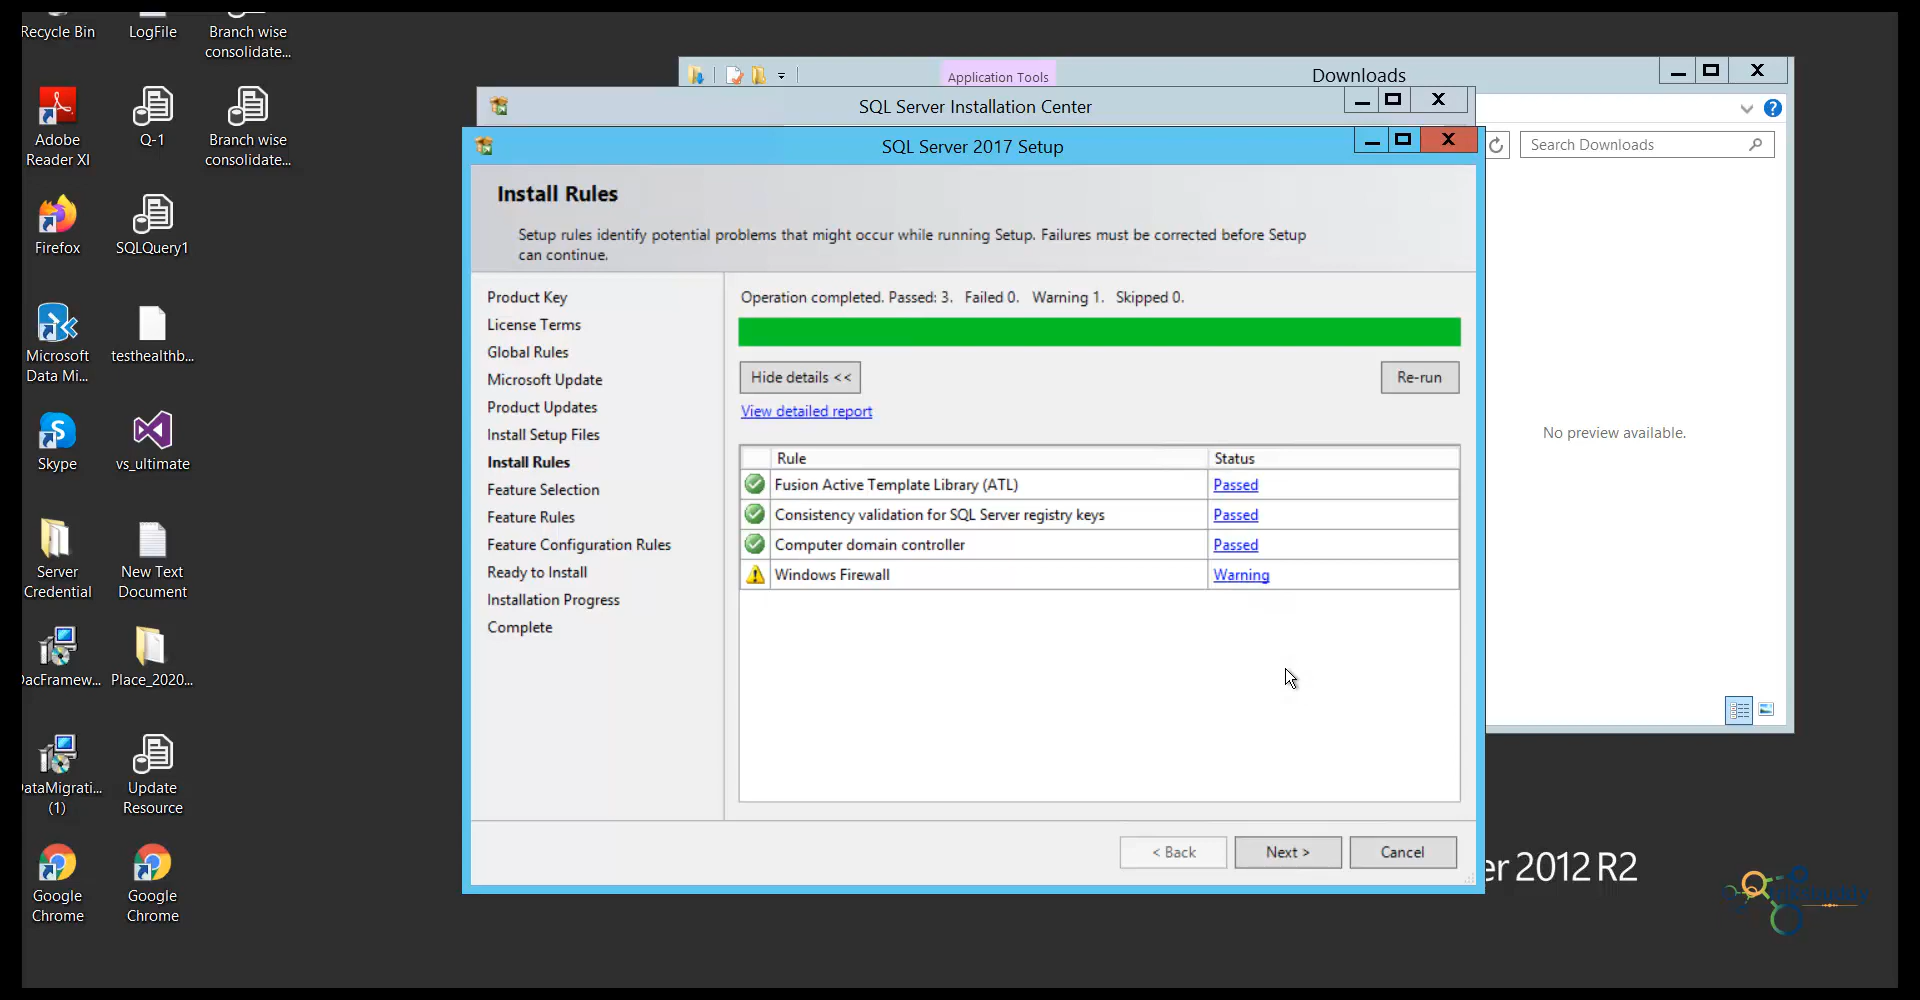 Recycle Bin
LogFile
Branch wise
consolidate...
Adobe
Reader XI
Q-1
Branch wise
consolidate...
Firefox
SQLQuery1
Microsoft
Data Mi...
testhealthb...
Skype
vs_ultimate
Server
Credential
New Text
Document
DacFramew...
Place_2020...
DataMigrati...
(1)
Update
Resource
Google
Chrome
Google
Chrome
Application Tools
Downloads
Search Downloads
No preview available.
SQL Server Installation Center
SQL Server 2017 Setup
Install Rules
Setup rules identify potential problems that might occur while running Setup. Failures must be corrected before Setup
can continue.
Product Key
License Terms
Global Rules
Microsoft Update
Product Updates
Install Setup Files
Install Rules
Feature Selection
Feature Rules
Feature Configuration Rules
Ready to Install
Installation Progress
Complete
Operation completed. Passed: 3. Failed 0. Warning 1. Skipped 0.
Hide details <<
Re-run
View detailed report
Rule Status
Fusion Active Template Library (ATL) Passed
Consistency validation for SQL Server registry keys Passed
Computer domain controller Passed
Windows Firewall Warning
< Back
Next >
Cancel
er 2012 R2